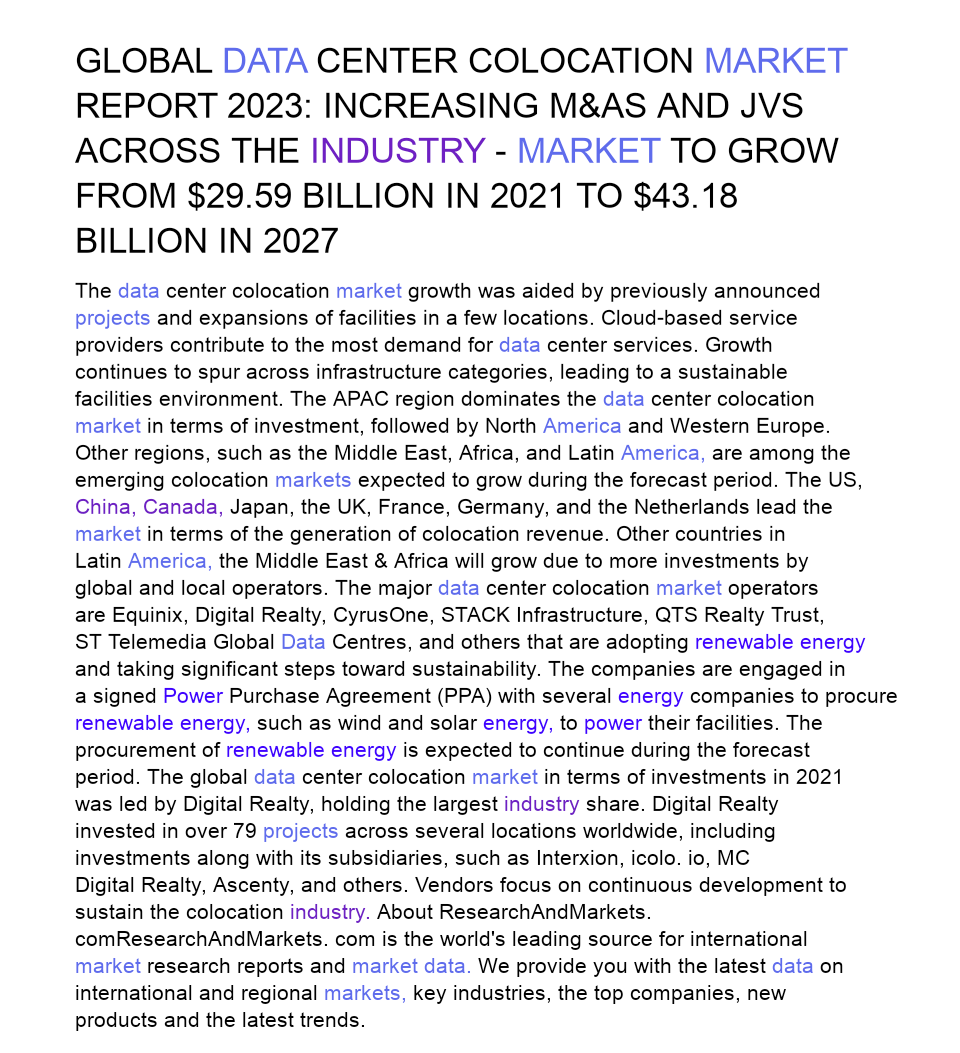 GLOBAL DATA CENTER COLOCATION MARKET
REPORT 2023: INCREASING M&AS AND JVS
ACROSS THE INDUSTRY - MARKET TO GROW
FROM $29.59 BILLION IN 2021 TO $43.18
BILLION IN 2027
The data center colocation market growth was aided by previously announced
projects and expansions of facilities in a few locations. Cloud-based service
providers contribute to the most demand for data center services. Growth
continues to spur across infrastructure categories, leading to a sustainable
facilities environment. The APAC region dominates the data center colocation
market in terms of investment, followed by North America and Western Europe.
Other regions, such as the Middle East, Africa, and Latin America, are among the
emerging colocation markets expected to grow during the forecast period. The US,
China, Canada, Japan, the UK, France, Germany, and the Netherlands lead the
market in terms of the generation of colocation revenue. Other countries in
Latin America, the Middle East & Africa will grow due to more investments by
global and local operators. The major data center colocation market operators
are Equinix, Digital Realty, CyrusOne, STACK Infrastructure, QTS Realty Trust,
ST Telemedia Global Data Centres, and others that are adopting renewable energy
and taking significant steps toward sustainability. The companies are engaged in
a signed Power Purchase Agreement (PPA) with several energy companies to procure
renewable energy, such as wind and solar energy, to power their facilities. The
procurement of renewable energy is expected to continue during the forecast
period. The global data center colocation market in terms of investments in 2021
was led by Digital Realty, holding the largest industry share. Digital Realty
invested in over 79 projects across several locations worldwide, including
investments along with its subsidiaries, such as Interxion, icolo. io, MC
Digital Realty, Ascenty, and others. Vendors focus on continuous development to
sustain the colocation industry. About ResearchAndMarkets.
comResearchAndMarkets. com is the world's leading source for international
market research reports and market data. We provide you with the latest data on
international and regional markets, key industries, the top companies, new
products and the latest trends.